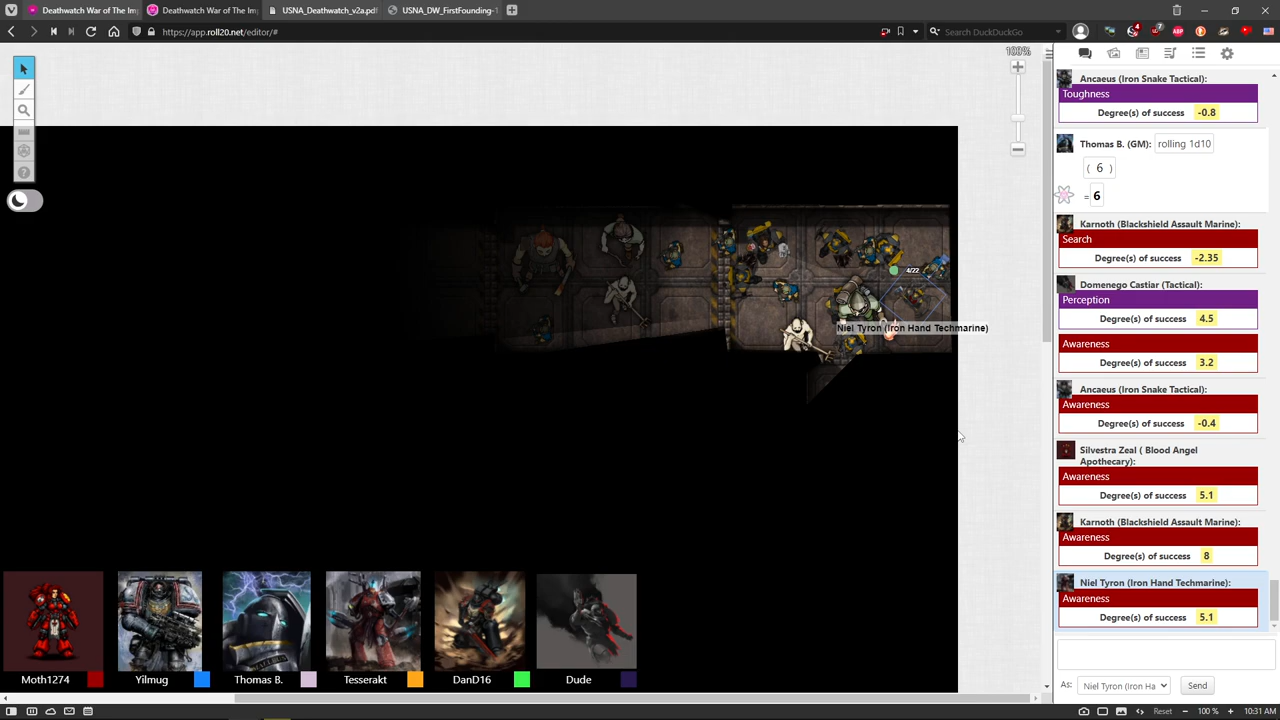 Deathwatch War Of The Im
Deathwatch War Of The Im
USNA_Deathwatch_v2a.pdf
USNA_DW_FirstFounding-1
https://app.roll20.net/editor/#
Search DuckDuckGo
100%
Ancaeus (Iron Snake Tactical):
Toughness
Degree(s) of success -0.8
Thomas B. (GM): rolling 1d10
( 6 )
= 6
Karnoth (Blackshield Assault Marine):
Search
Degree(s) of success -2.35
Domenego Castiar (Tactical):
Perception
Degree(s) of success 4.5
Awareness
Degree(s) of success 3.2
Ancaeus (Iron Snake Tactical):
Awareness
Degree(s) of success -0.4
Silvestra Zeal ( Blood Angel
Apothecary):
Awareness
Degree(s) of success 5.1
Karnoth (Blackshield Assault Marine):
Awareness
Degree(s) of success 8
Niel Tyron (Iron Hand Techmarine):
Awareness
Degree(s) of success 5.1
As: Niel Tyron (Iron Ha Send
4/22
Niel Tyron (Iron Hand Techmarine)
Moth1274
Yilmug
Thomas B.
Tesserakt
DanD16
Dude
Reset 100 % 10:31 AM